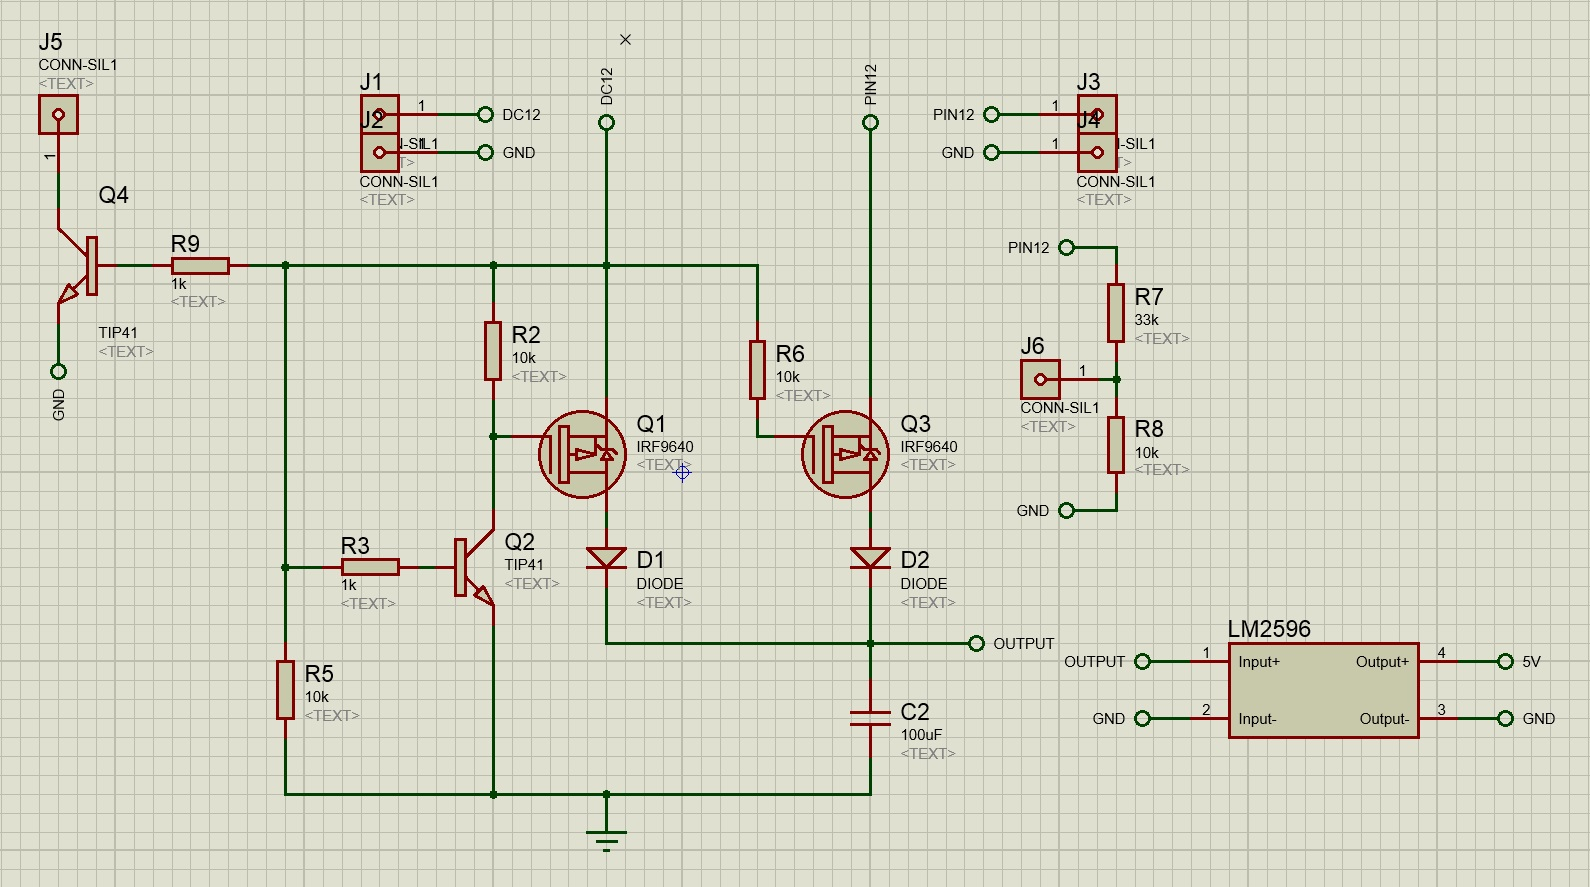 J5
CONN-SIL1
<TEXT>
1
Q4
TIP41
<TEXT>
GND
R9
1k
<TEXT>
J1
1
DC12
J2
1
GND
CONN-SIL1
<TEXT>
DC12
PIN12
J3
PIN12
1
J4
GND
1
CONN-SIL1
<TEXT>
R2
10k
<TEXT>
R6
10k
<TEXT>
Q1
IRF9640
<TEXT>
Q3
IRF9640
<TEXT>
PIN12
R7
33k
<TEXT>
J6
1
CONN-SIL1
<TEXT>
R8
10k
<TEXT>
GND
R3
1k
<TEXT>
Q2
TIP41
<TEXT>
D1
DIODE
<TEXT>
D2
DIODE
<TEXT>
OUTPUT
R5
10k
<TEXT>
C2
100uF
<TEXT>
LM2596
OUTPUT 1 Input+ Output+ 4 5V
GND 2 Input- Output- 3 GND